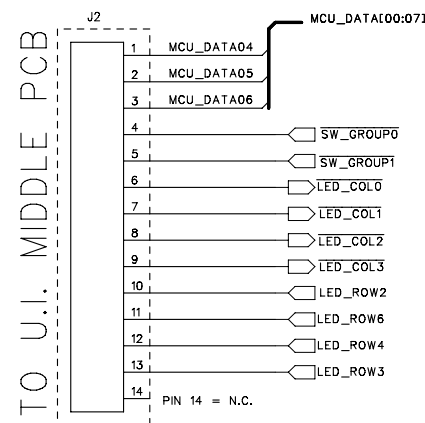 TO U.I. MIDDLE PCB
J2
MCU_DATA[00:07]
1 MCU_DATA04
2 MCU_DATA05
3 MCU_DATA06
4 SW_GROUP0
5 SW_GROUP1
6 LED_COL0
7 LED_COL1
8 LED_COL2
9 LED_COL3
10 LED_ROW2
11 LED_ROW6
12 LED_ROW4
13 LED_ROW3
14 PIN 14 = N.C.